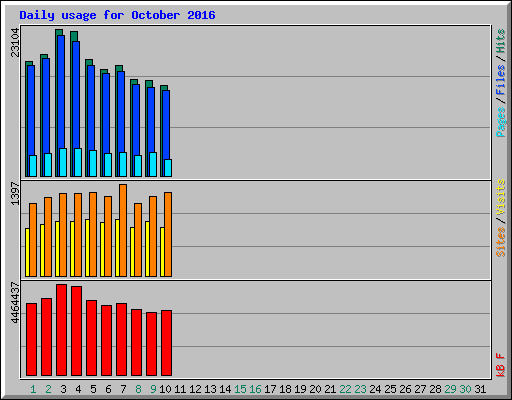 Daily usage for October 2016
23104
Pages/Files/Hits
1397
Sites/Visits
4464437
kB F
1 2 3 4 5 6 7 8 9 10 11 12 13 14 15 16 17 18 19 20 21 22 23 24 25 26 27 28 29 30 31